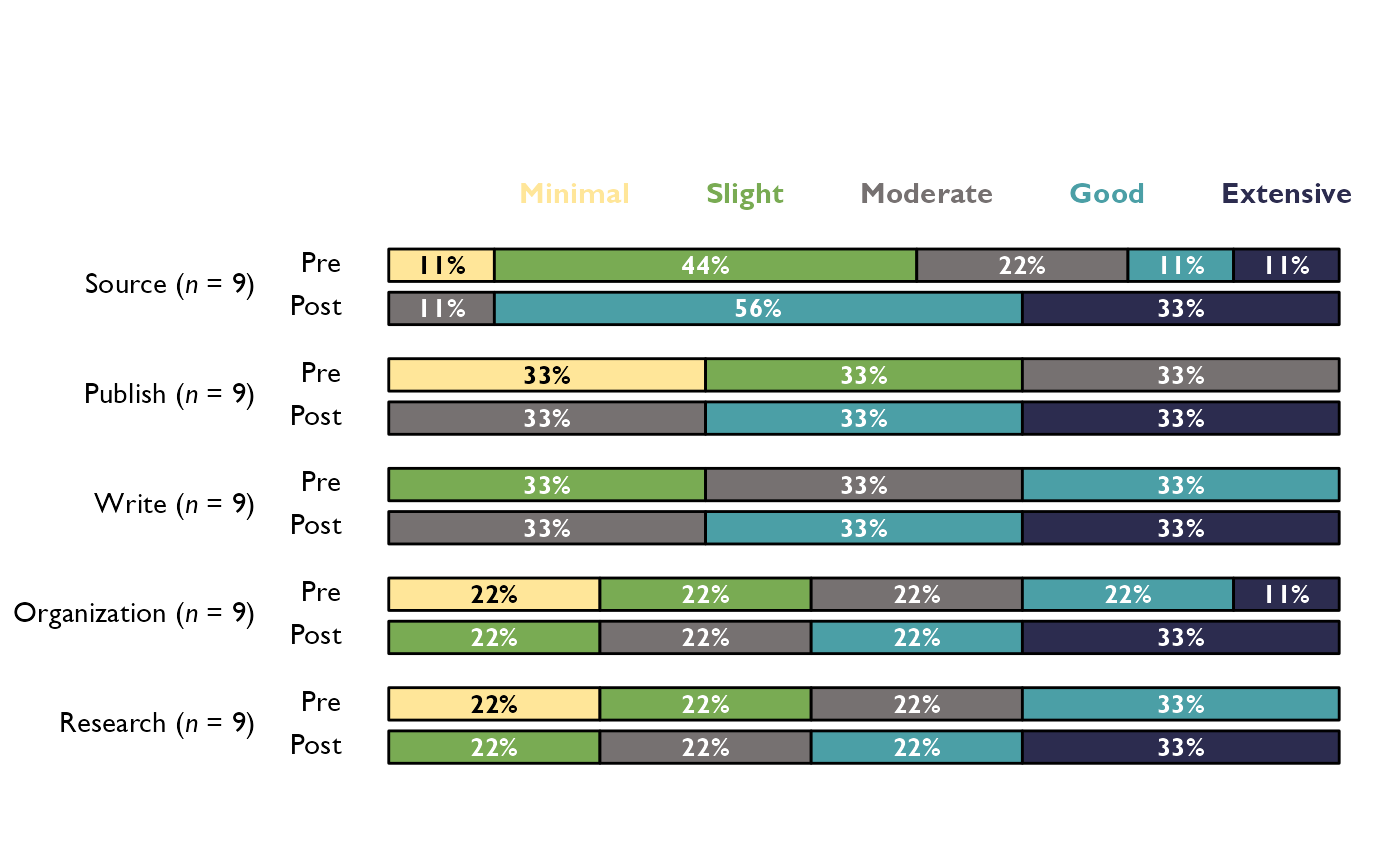 Minimal Slight Moderate Good Extensive
Source (n = 9)
Pre 11% 44% 22% 11% 11%
Post 11% 56% 33%
Publish (n = 9)
Pre 33% 33% 33%
Post 33% 33% 33%
Write (n = 9)
Pre 33% 33% 33%
Post 33% 33% 33%
Organization (n = 9)
Pre 22% 22% 22% 22% 11%
Post 22% 22% 22% 33%
Research (n = 9)
Pre 22% 22% 22% 33%
Post 22% 22% 22% 33%